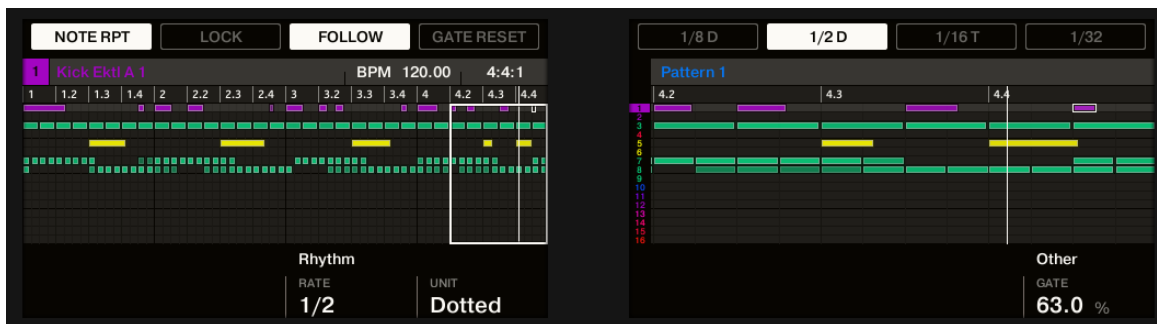 NOTE RPT LOCK FOLLOW GATE RESET
1 Kick Ektl A 1 BPM 120.00 4:4:1
1 1.2 1.3 1.4 2 2.2 2.3 2.4 3 3.2 3.3 3.4 4 4.2 4.3 4.4
Rhythm
RATE UNIT
1/2 Dotted
1/8 D 1/2 D 1/16 T 1/32
Pattern 1
4.2 4.3 4.4
1
2
3
4
5
6
7
8
9
10
11
12
13
14
15
16
Other
GATE
63.0 %